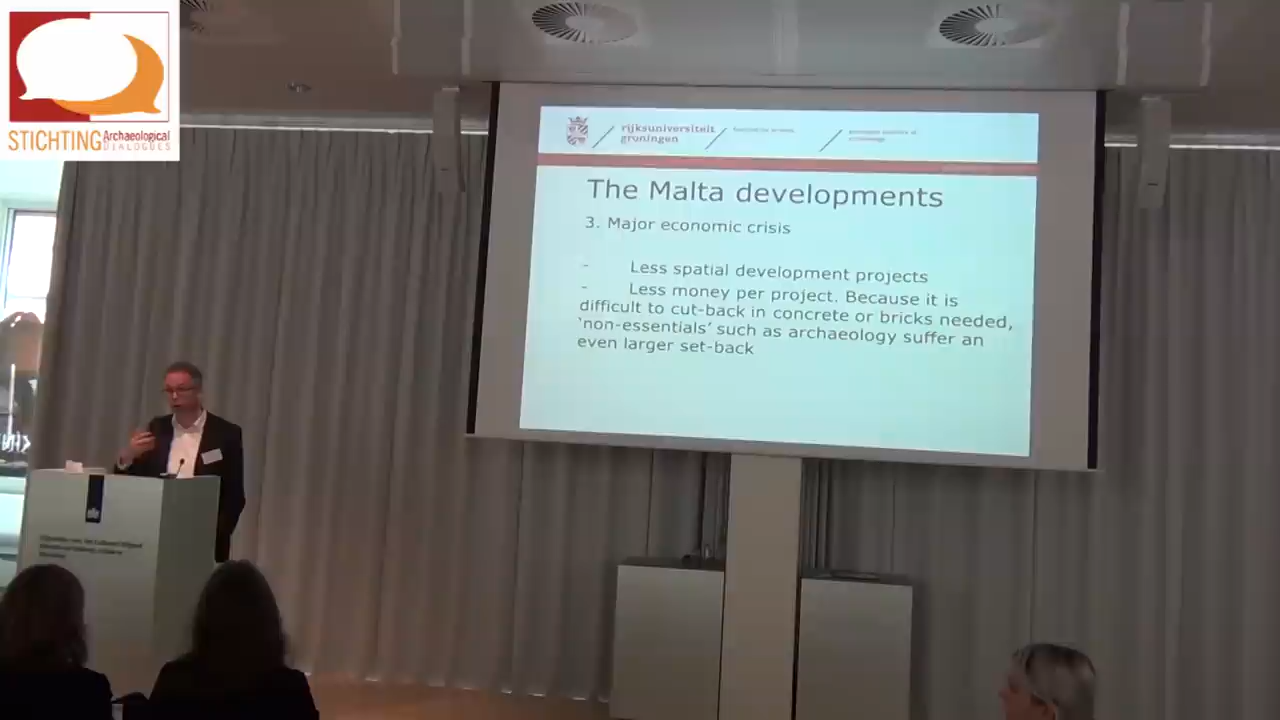 STICHTING Archaeological
DIALOGUES
rijksuniversiteit
groningen
The Malta developments
3. Major economic crisis
- Less spatial development projects
- Less money per project. Because it is
difficult to cut-back in concrete or bricks needed,
‘non-essentials’ such as archaeology suffer an
even larger set-back